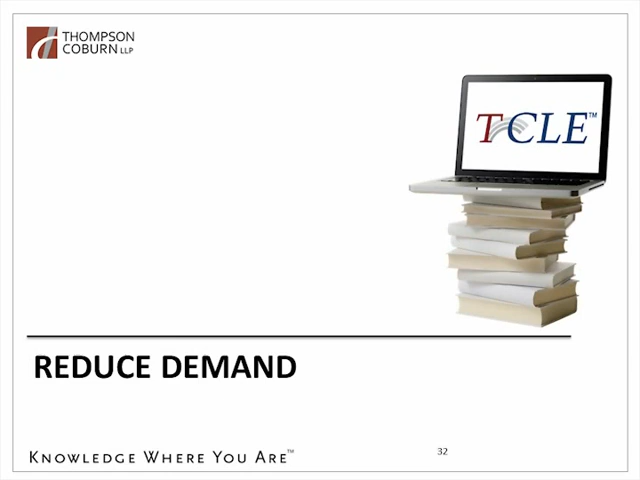 THOMPSON
COBURN LLP
TCLE™
REDUCE DEMAND
KNOWLEDGE WHERE YOU ARE™
32